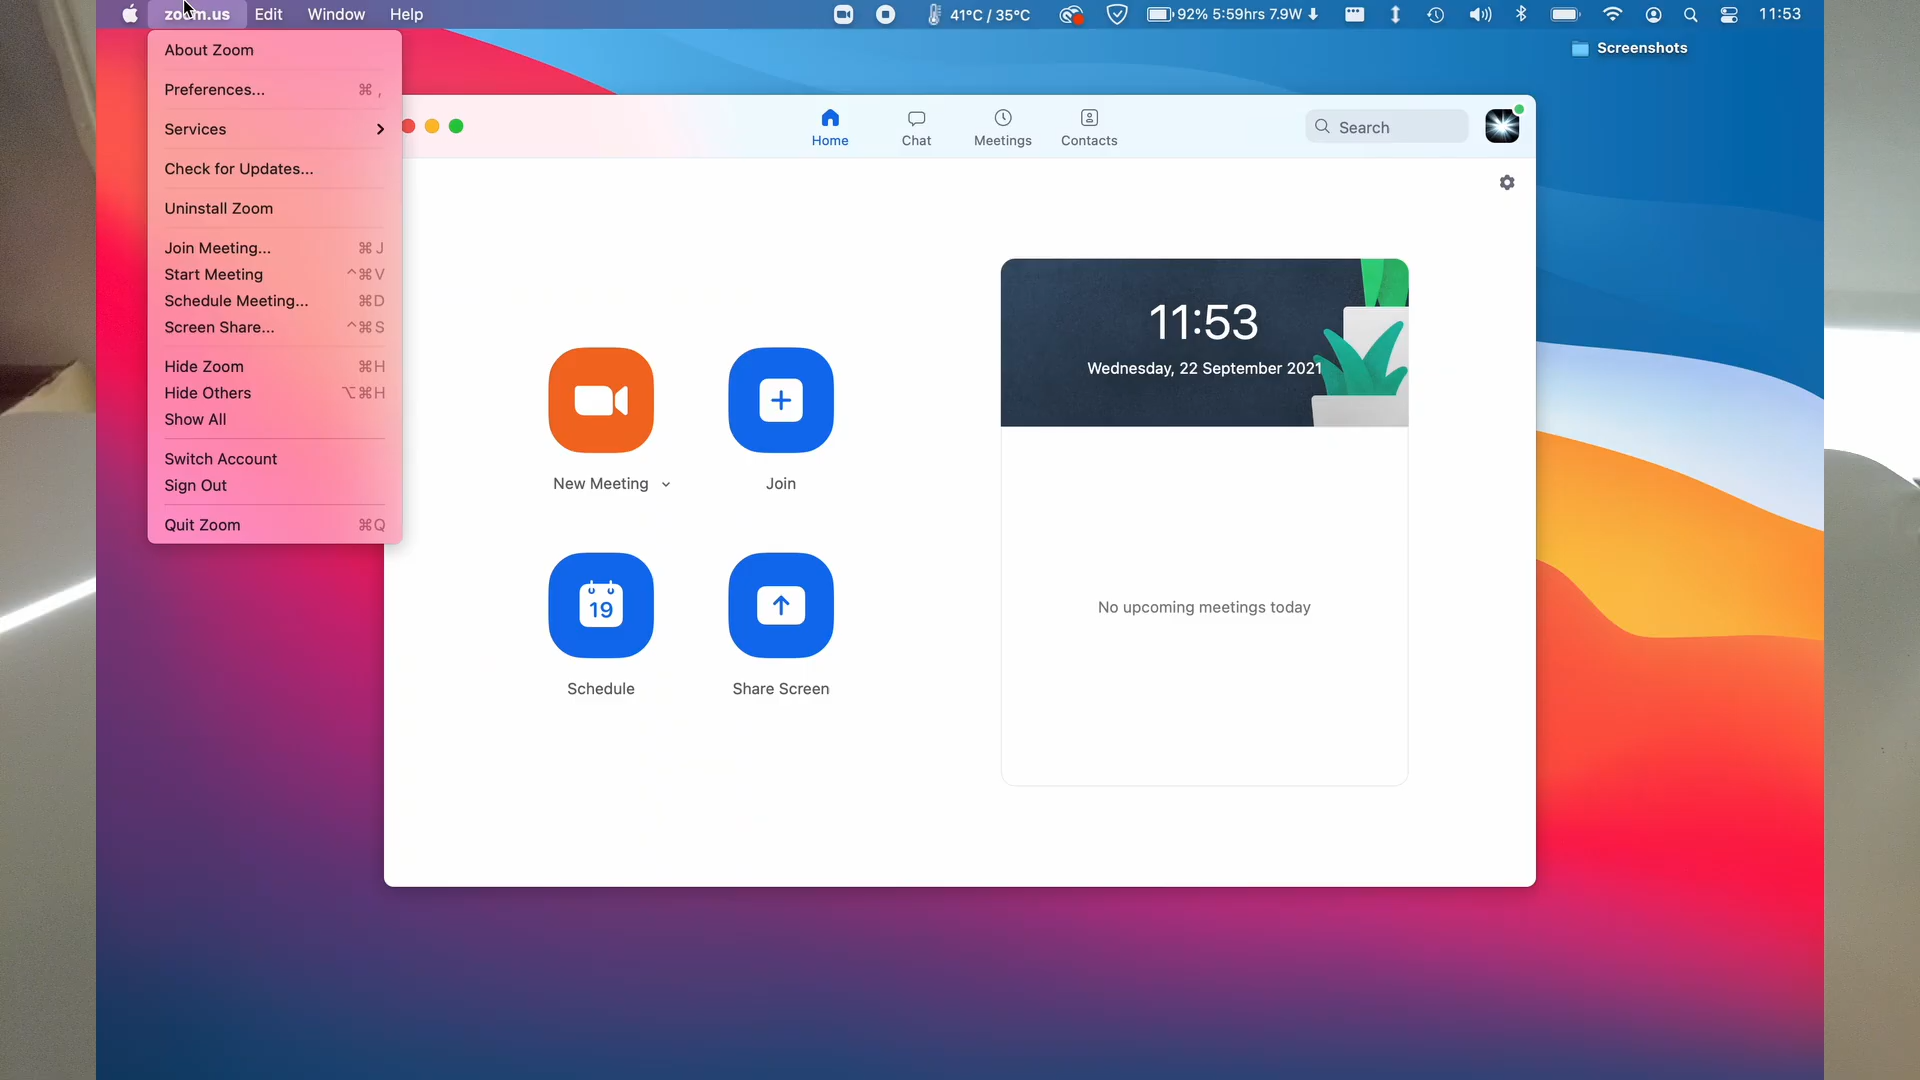 zoom.us Edit Window Help 41°C / 35°C 92% 5:59hrs 7.9W 11:53
Screenshots
About Zoom
Preferences... ⌘ ,
Services
Check for Updates...
Uninstall Zoom
Join Meeting... ⌘J
Start Meeting ^⌘V
Schedule Meeting... ⌘D
Screen Share... ^⌘S
Hide Zoom ⌘H
Hide Others ⌥⌘H
Show All
Switch Account
Sign Out
Quit Zoom ⌘Q
Home Chat Meetings Contacts Search
New Meeting
Join
19
Schedule
Share Screen
11:53
Wednesday, 22 September 2021
No upcoming meetings today